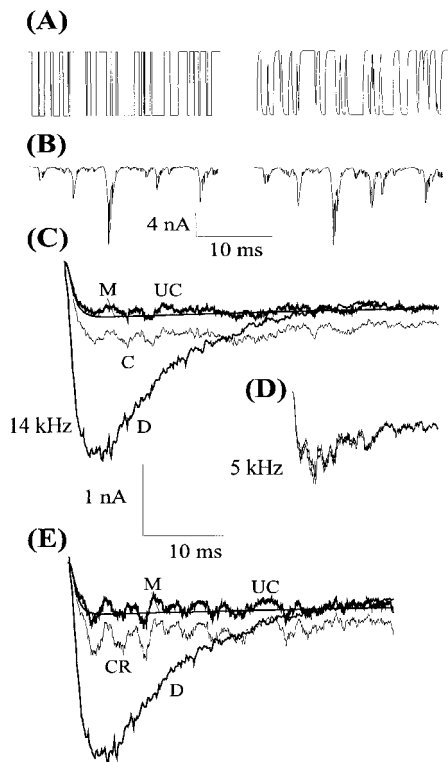 (A)
(B)
4 nA
10 ms
(C)
M UC
C
D
14 kHz
(D)
5 kHz
1 nA
10 ms
(E)
M UC
CR
D